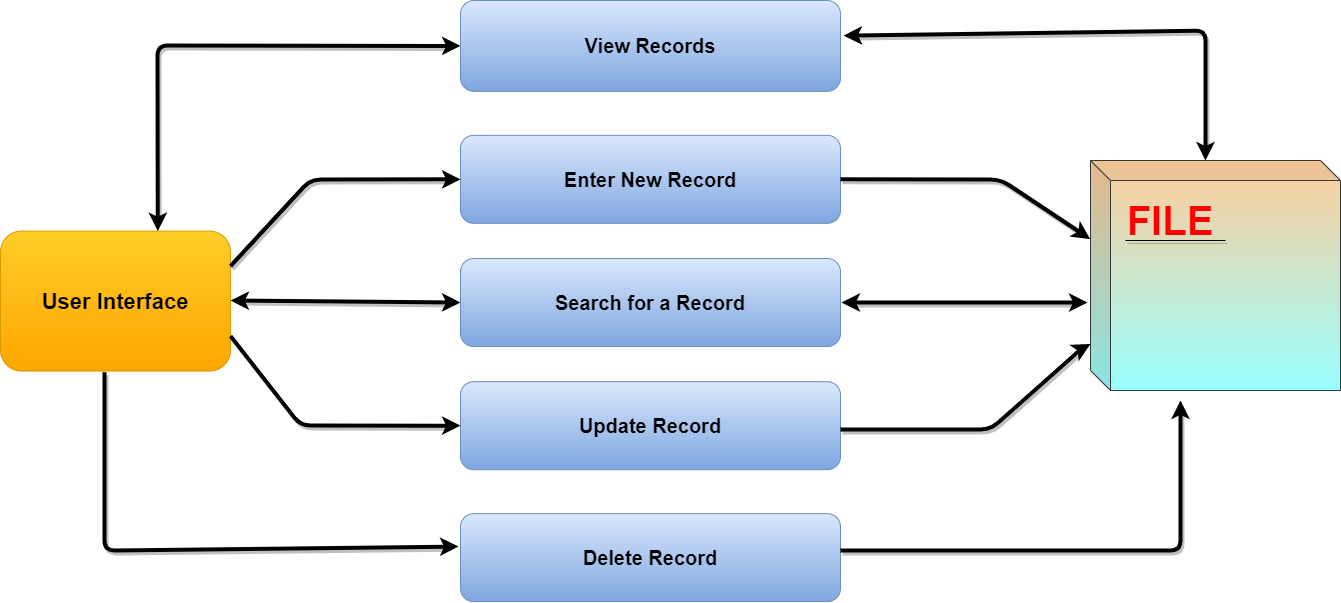 View Records
Enter New Record
FILE
User Interface
Search for a Record
Update Record
Delete Record